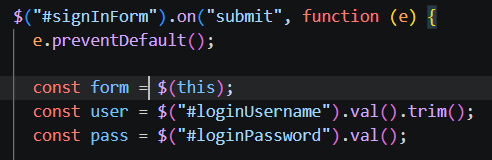 $("#signInForm").on("submit", function (e) {
e.preventDefault();
const form = $(this);
const user = $("#loginUsername").val().trim();
const pass = $("#loginPassword").val();